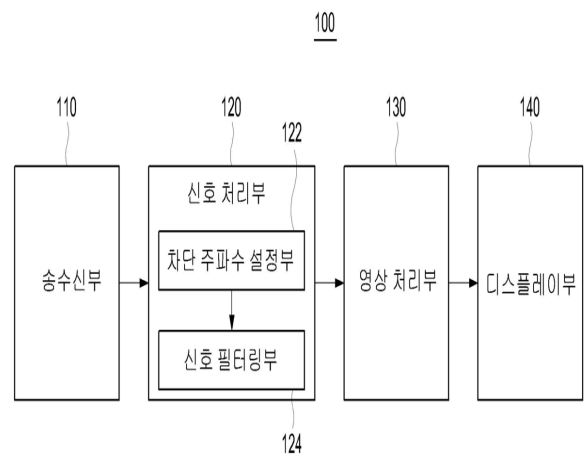 100
110
120
122
130
140
송수신부
신호 처리부
차단 주파수 설정부
신호 필터링부
124
영상 처리부
디스플레이부